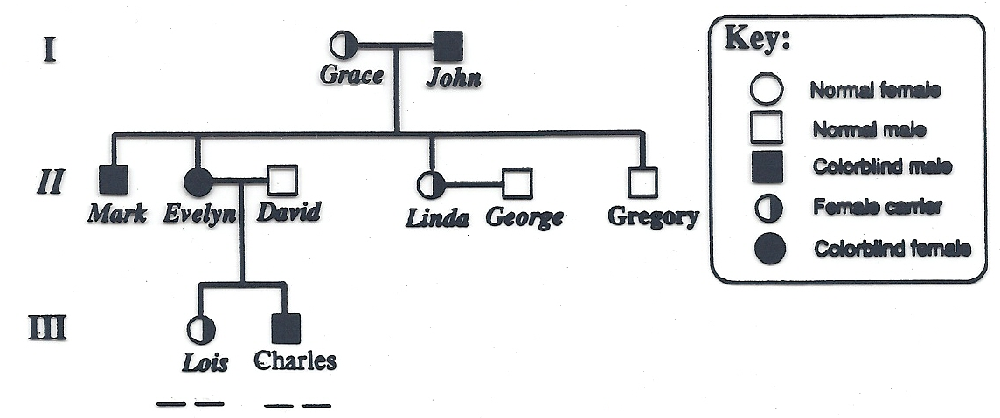 I
Grace John
II
Mark Evelyn David Linda George Gregory
III
Lois Charles
Key:
Normal female
Normal male
Colorblind male
Female carrier
Colorblind female